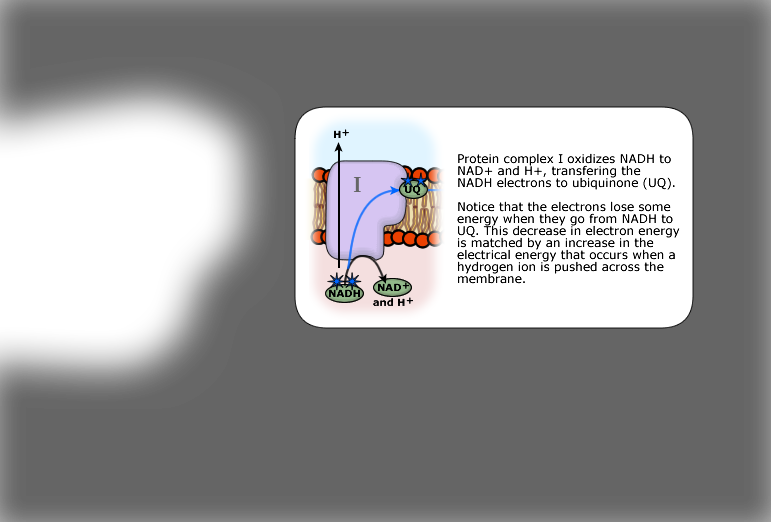 H+
I
UQ
NADH
NAD+
and H+
Protein complex I oxidizes NADH to
NAD+ and H+, transfering the
NADH electrons to ubiquinone (UQ).
Notice that the electrons lose some
energy when they go from NADH to
UQ. This decrease in electron energy
is matched by an increase in the
electrical energy that occurs when a
hydrogen ion is pushed across the
membrane.